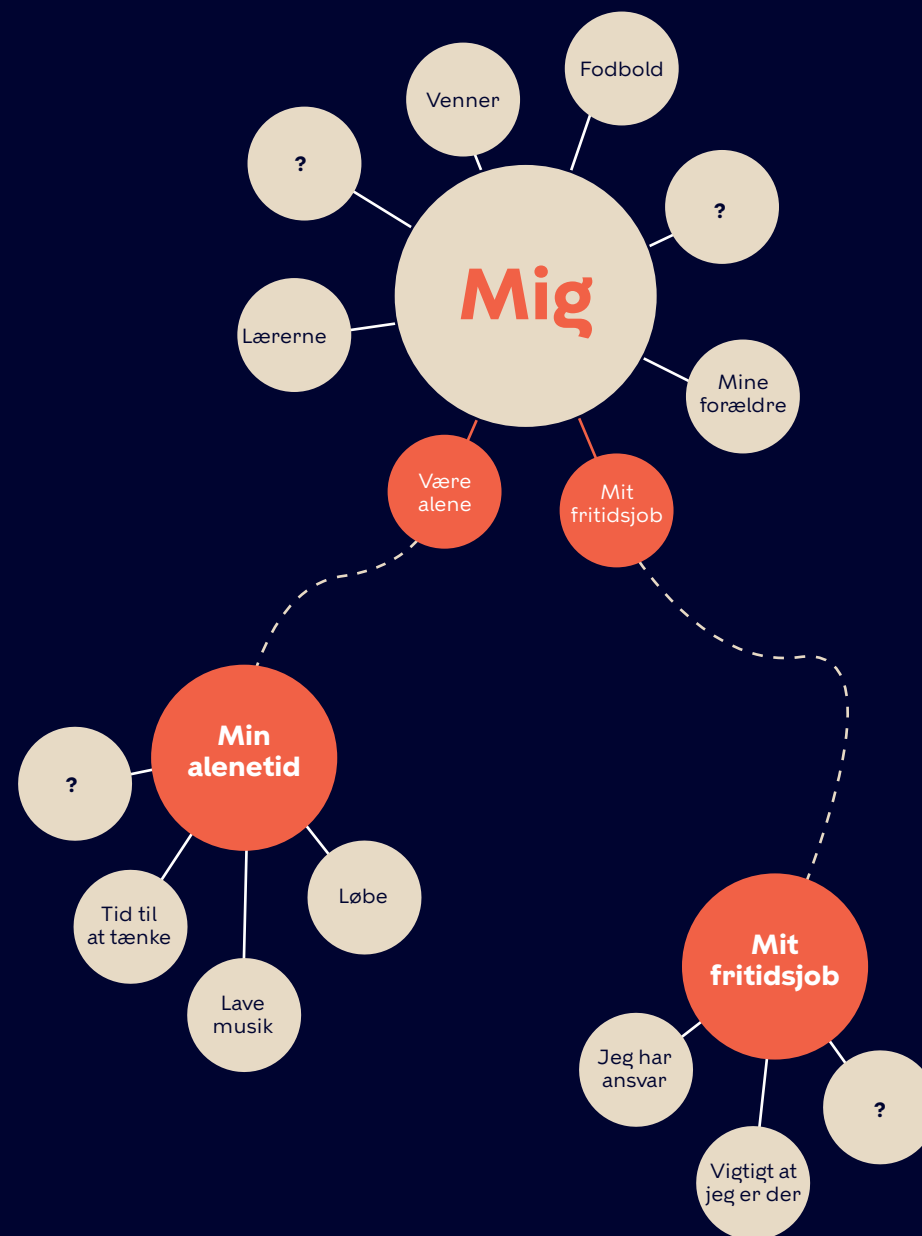 Fodbold
Venner
?
?
Mig
Lærerne
Mine
forældre
Være
alene
Mit
fritidsjob
Min
alenetid
?
Løbe
Tid til
at tænke
Lave
musik
Mit
fritidsjob
Jeg har
ansvar
?
Vigtigt at
jeg er der